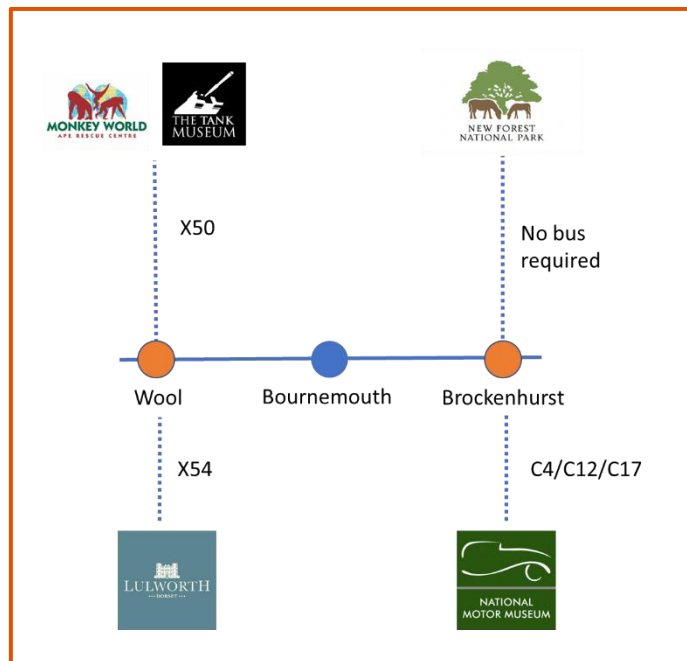 MONKEY WORLD
APE RESCUE CENTRE
THE TANK
MUSEUM
NEW FOREST
NATIONAL PARK
X50
No bus
required
Wool
Bournemouth
Brockenhurst
X54
C4/C12/C17
LULWORTH
DORSET
NATIONAL
MOTOR MUSEUM